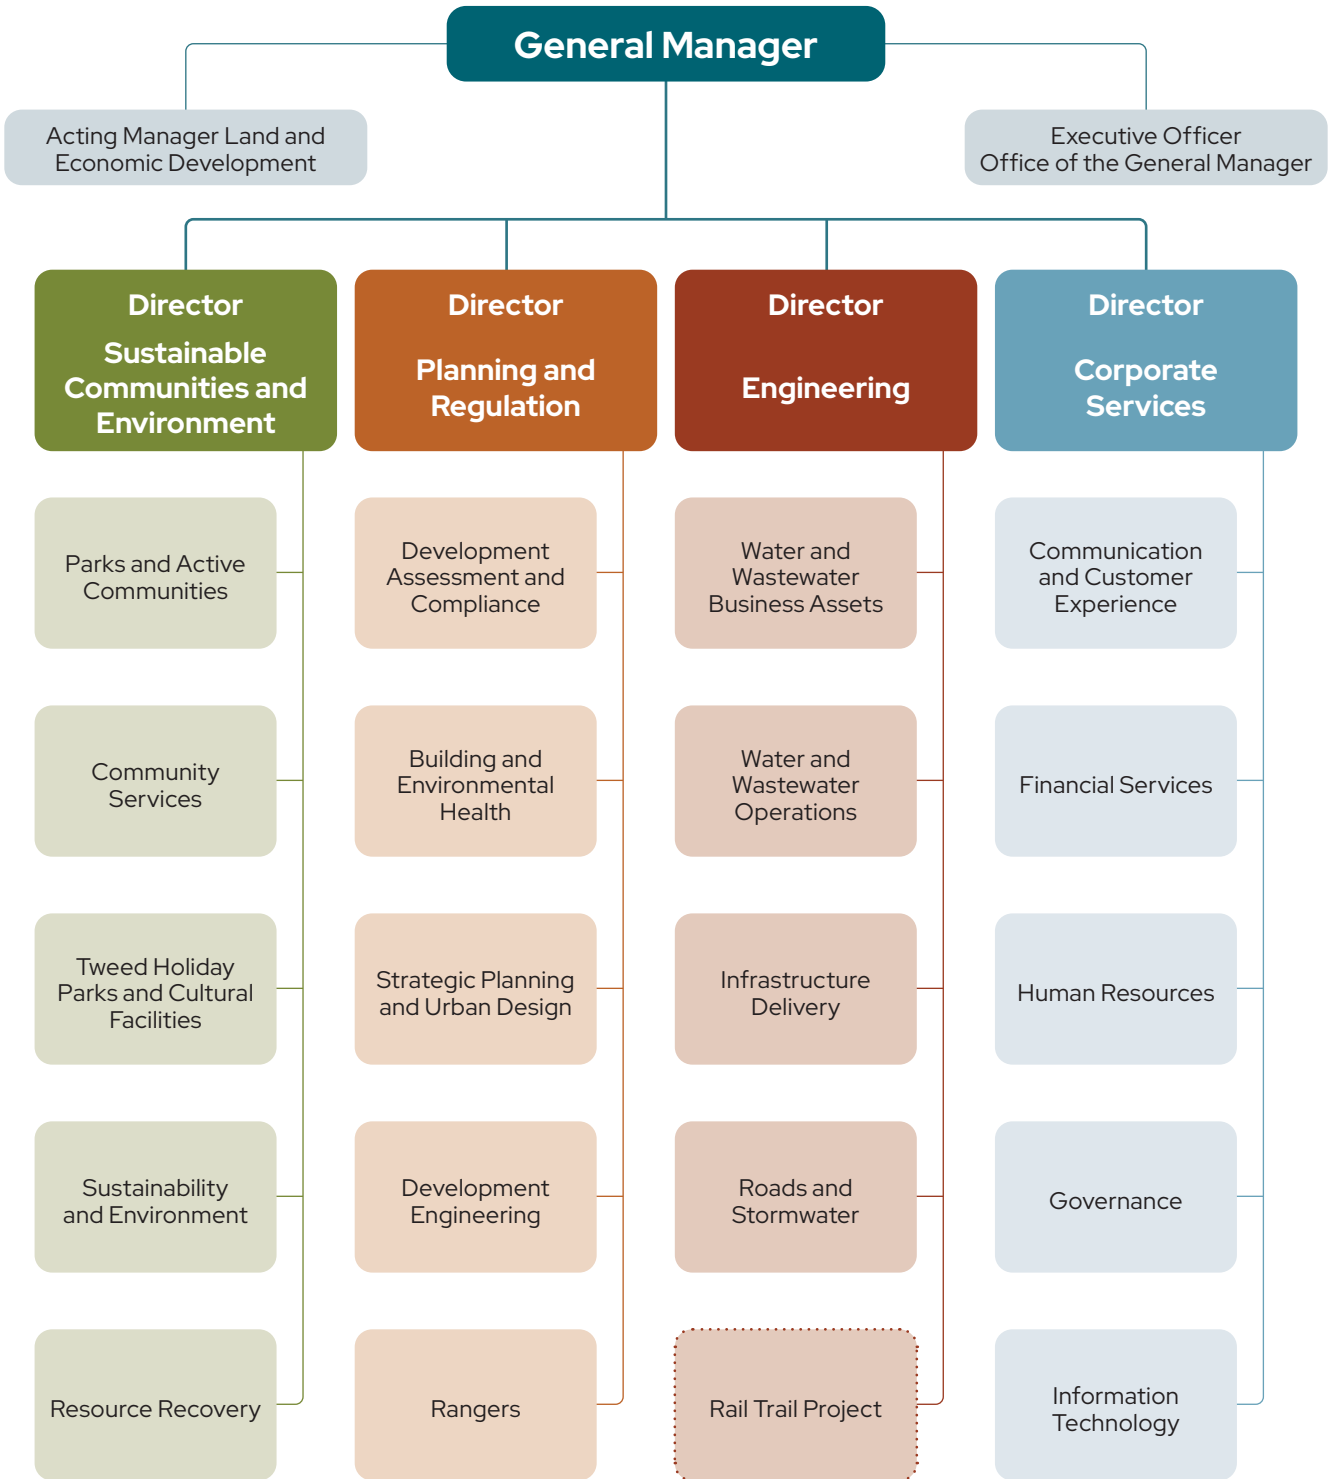 General Manager
Acting Manager Land and
Economic Development
Executive Officer
Office of the General Manager
Director
Sustainable
Communities and
Environment
Director
Planning and
Regulation
Director
Engineering
Director
Corporate
Services
Parks and Active
Communities
Development
Assessment and
Compliance
Water and
Wastewater
Business Assets
Communication
and Customer
Experience
Community
Services
Building and
Environmental
Health
Water and
Wastewater
Operations
Financial Services
Tweed Holiday
Parks and Cultural
Facilities
Strategic Planning
and Urban Design
Infrastructure
Delivery
Human Resources
Sustainability
and Environment
Development
Engineering
Roads and
Stormwater
Governance
Resource Recovery
Rangers
Rail Trail Project
Information
Technology